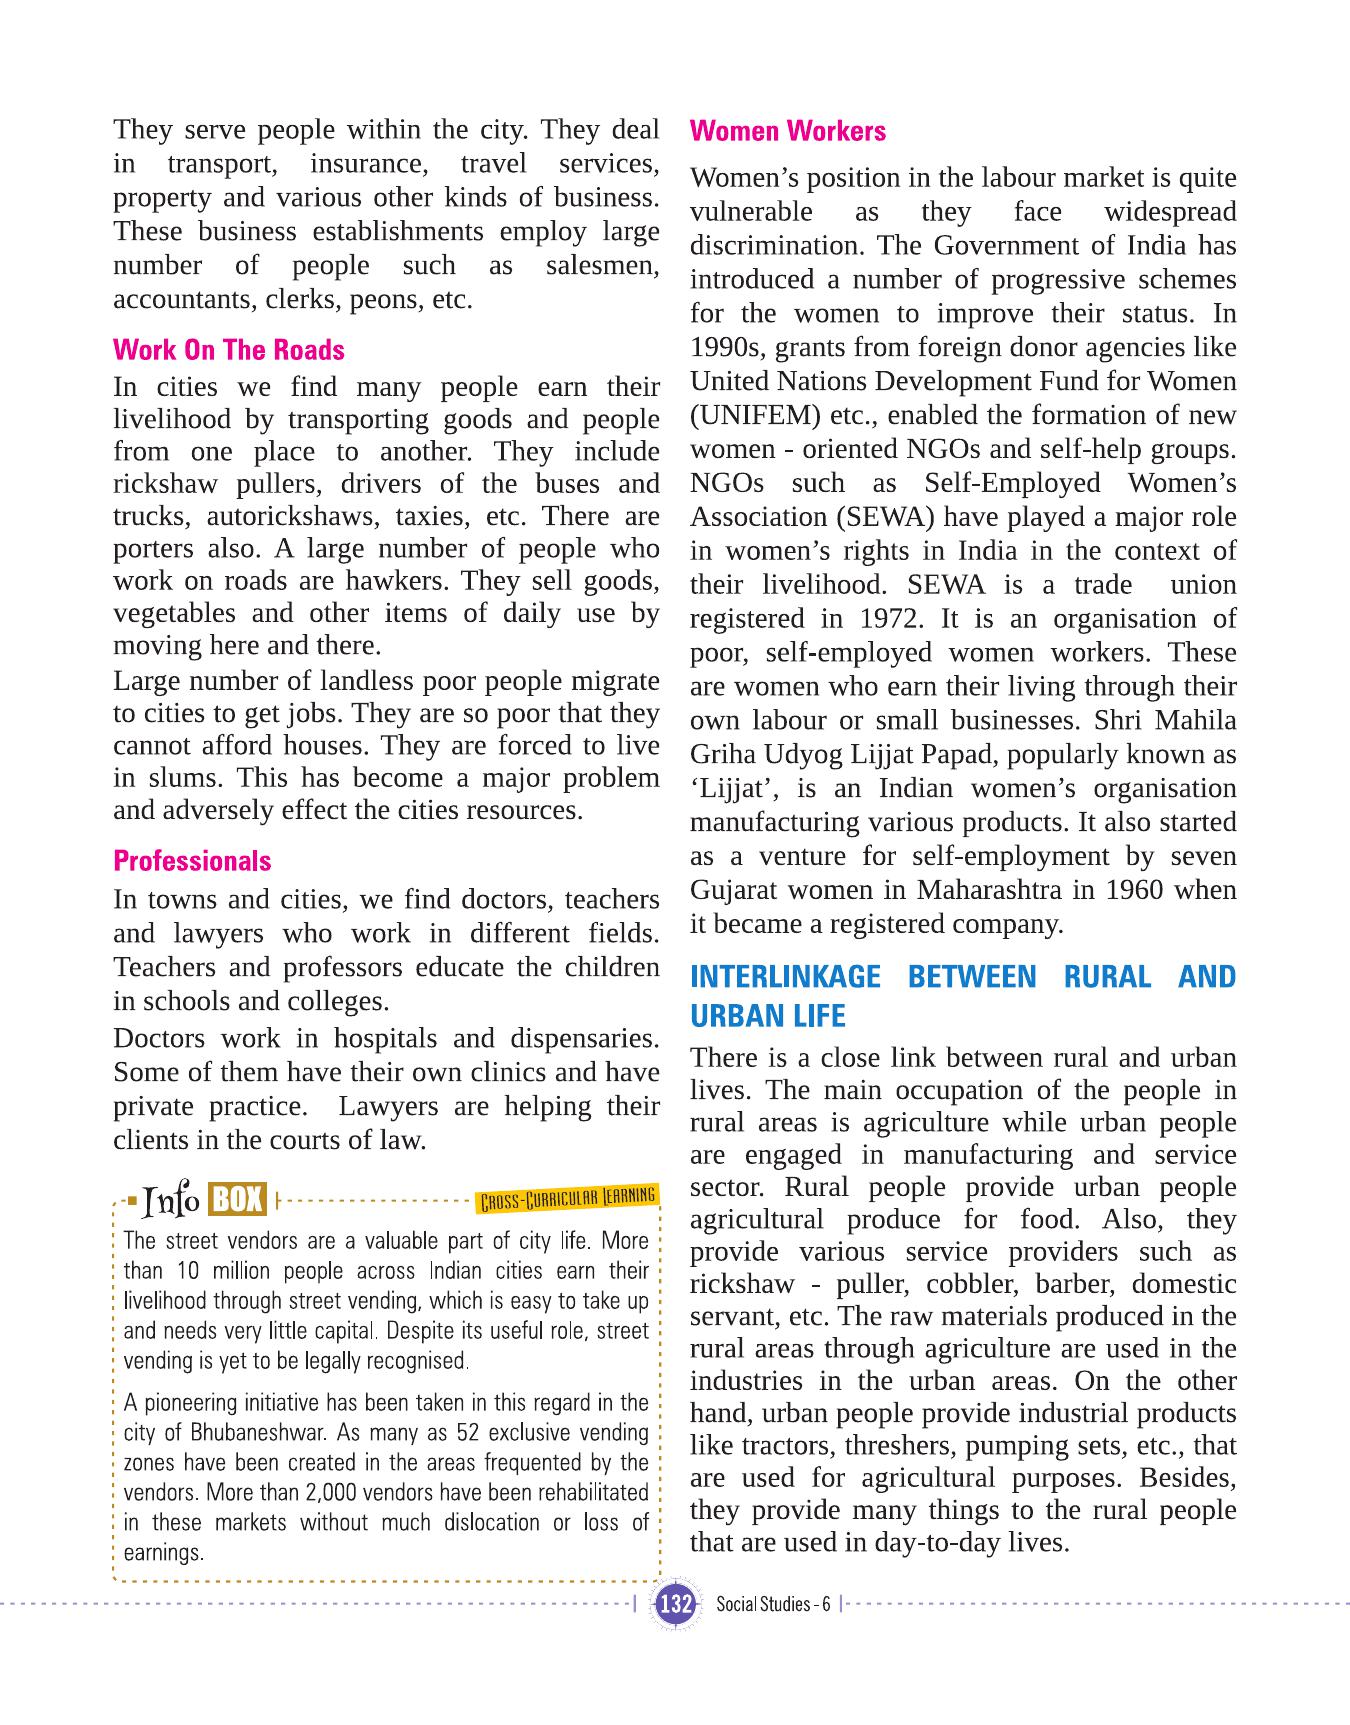 They serve people within the city. They deal
in transport, insurance, travel services,
property and various other kinds of business.
These business establishments employ large
number of people such as salesmen,
accountants, clerks, peons, etc.
Work On The Roads
In cities we find many people earn their
livelihood by transporting goods and people
from one place to another. They include
rickshaw pullers, drivers of the buses and
trucks, autorickshaws, taxies, etc. There are
porters also. A large number of people who
work on roads are hawkers. They sell goods,
vegetables and other items of daily use by
moving here and there.
Large number of landless poor people migrate
to cities to get jobs. They are so poor that they
cannot afford houses. They are forced to live
in slums. This has become a major problem
and adversely effect the cities resources.
Professionals
In towns and cities, we find doctors, teachers
and lawyers who work in different fields.
Teachers and professors educate the children
in schools and colleges.
Doctors work in hospitals and dispensaries.
Some of them have their own clinics and have
private practice. Lawyers are helping their
clients in the courts of law.
Info BOX
Cross-Curricular Learning
The street vendors are a valuable part of city life. More
than 10 million people across Indian cities earn their
livelihood through street vending, which is easy to take up
and needs very little capital. Despite its useful role, street
vending is yet to be legally recognised.
A pioneering initiative has been taken in this regard in the
city of Bhubaneshwar. As many as 52 exclusive vending
zones have been created in the areas frequented by the
vendors. More than 2,000 vendors have been rehabilitated
in these markets without much dislocation or loss of
earnings.
Women Workers
Women's position in the labour market is quite
vulnerable as they face widespread
discrimination. The Government of India has
introduced a number of progressive schemes
for the women to improve their status. In
1990s, grants from foreign donor agencies like
United Nations Development Fund for Women
(UNIFEM) etc., enabled the formation of new
women - oriented NGOs and self-help groups.
NGOs such as Self-Employed Women's
Association (SEWA) have played a major role
in women's rights in India in the context of
their livelihood. SEWA is a trade union
registered in 1972. It is an organisation of
poor, self-employed women workers. These
are women who earn their living through their
own labour or small businesses. Shri Mahila
Griha Udyog Lijjat Papad, popularly known as
'Lijjat', is an Indian women's organisation
manufacturing various products. It also started
as a venture for self-employment by seven
Gujarat women in Maharashtra in 1960 when
it became a registered company.
INTERLINKAGE BETWEEN RURAL AND
URBAN LIFE
There is a close link between rural and urban
lives. The main occupation of the people in
rural areas is agriculture while urban people
are engaged in manufacturing and service
sector. Rural people provide urban people
agricultural produce for food. Also, they
provide various service providers such as
rickshaw - puller, cobbler, barber, domestic
servant, etc. The raw materials produced in the
rural areas through agriculture are used in the
industries in the urban areas. On the other
hand, urban people provide industrial products
like tractors, threshers, pumping sets, etc., that
are used for agricultural purposes. Besides,
they provide many things to the rural people
that are used in day-to-day lives.
132 Social Studies - 6